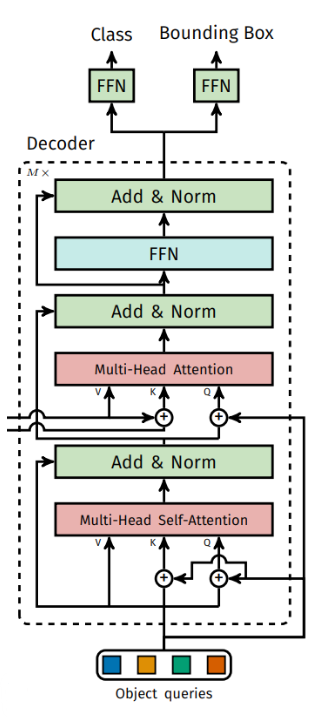 Class Bounding Box
FFN FFN
Decoder
M×
Add & Norm
FFN
Add & Norm
Multi-Head Attention
V K Q
+ +
Add & Norm
Multi-Head Self-Attention
V K Q
+ +
Object queries